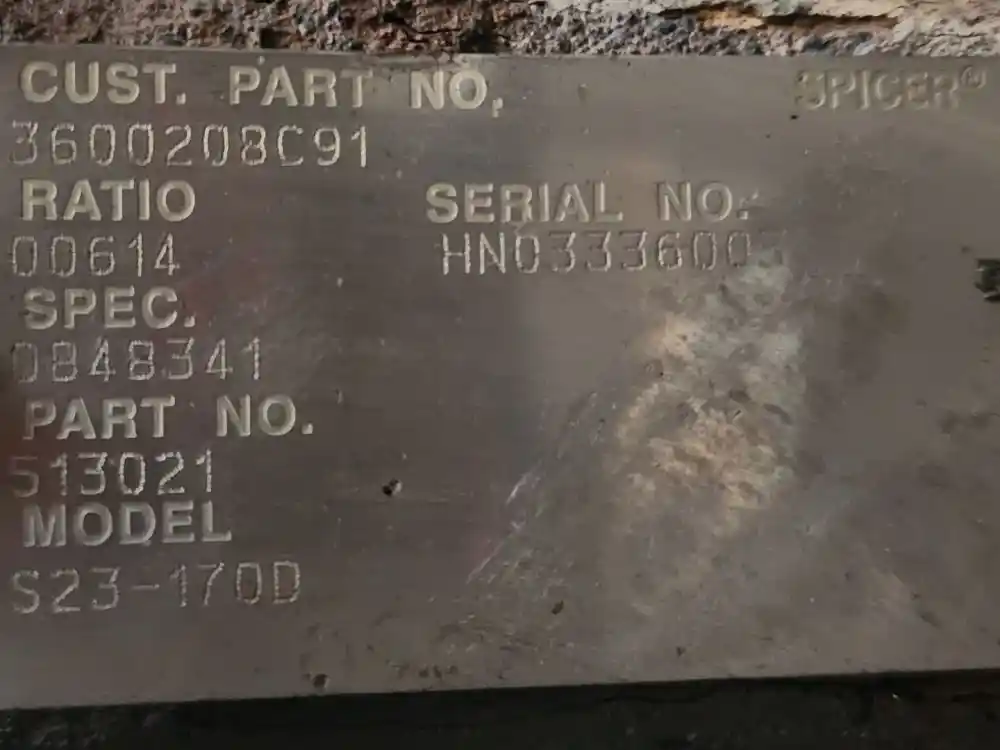 CUST. PART NO. SPICER®
3600208C91
RATIO SERIAL NO.
00614
SPEC.
0848341
PART NO.
513021
MODEL
S23-170D